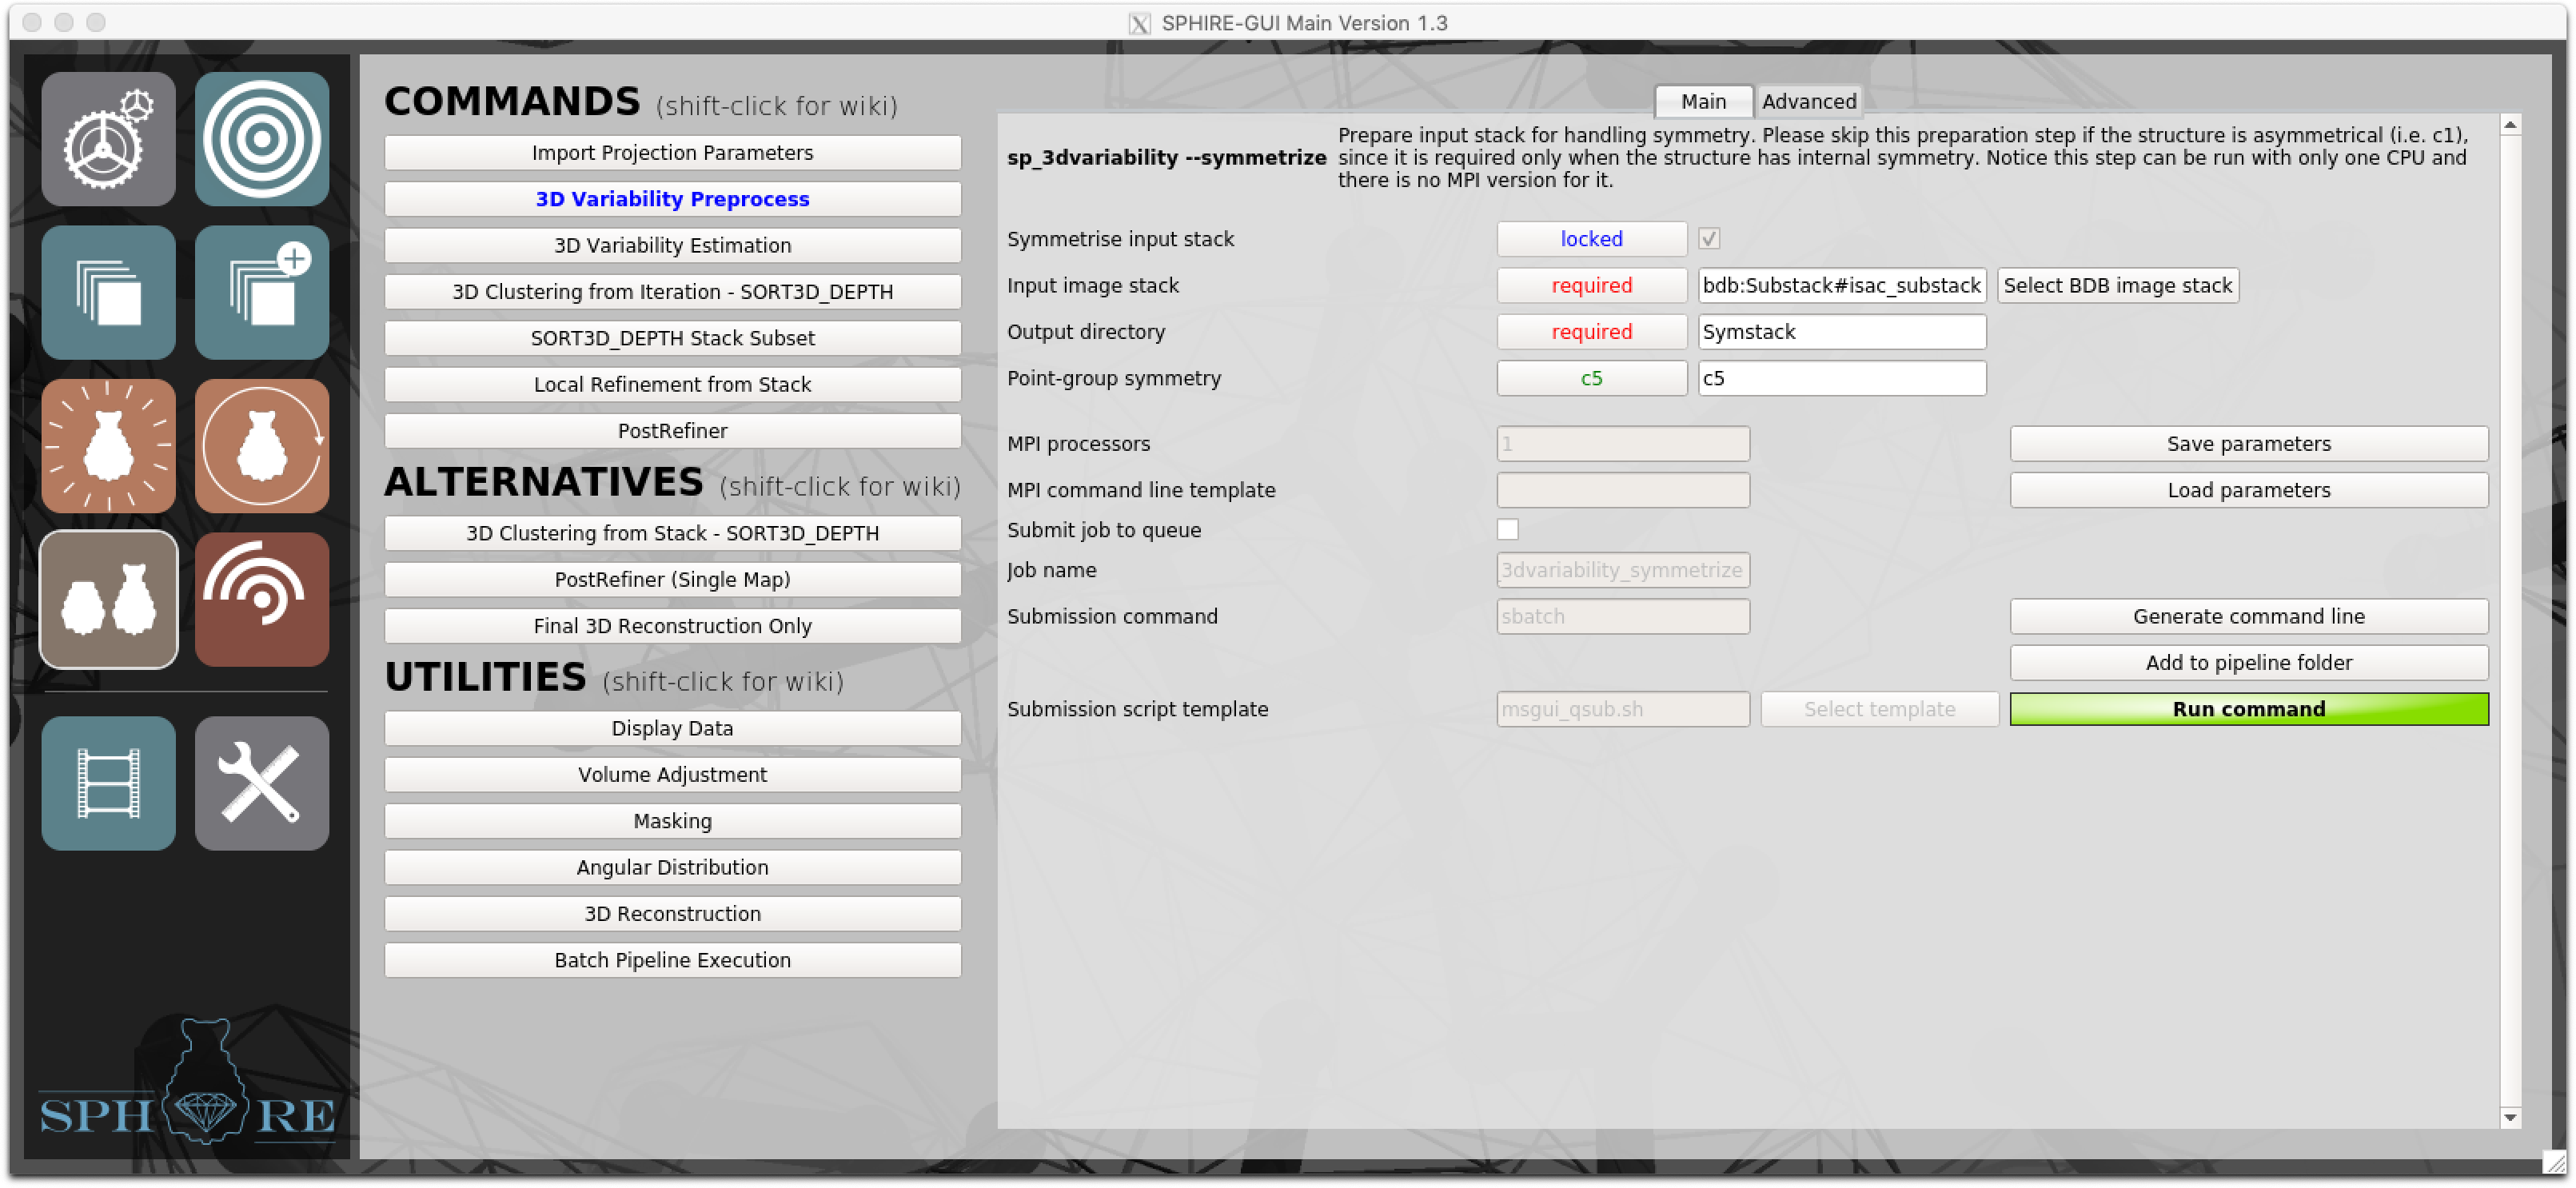 SPHIRE-GUI Main Version 1.3
COMMANDS (shift-click for wiki)
Import Projection Parameters
3D Variability Preprocess
3D Variability Estimation
3D Clustering from Iteration - SORT3D_DEPTH
SORT3D_DEPTH Stack Subset
Local Refinement from Stack
PostRefiner
ALTERNATIVES (shift-click for wiki)
3D Clustering from Stack - SORT3D_DEPTH
PostRefiner (Single Map)
Final 3D Reconstruction Only
UTILITIES (shift-click for wiki)
Display Data
Volume Adjustment
Masking
Angular Distribution
3D Reconstruction
Batch Pipeline Execution
SPH RE
Main Advanced
sp_3dvariability --symmetrize
Prepare input stack for handling symmetry. Please skip this preparation step if the structure is asymmetrical (i.e. c1),
since it is required only when the structure has internal symmetry. Notice this step can be run with only one CPU and
there is no MPI version for it.
Symmetrise input stack locked
Input image stack required bdb:Substack#isac_substack Select BDB image stack
Output directory required Symstack
Point-group symmetry c5 c5
MPI processors 1 Save parameters
MPI command line template Load parameters
Submit job to queue
Job name _3dvariability_symmetrize
Submission command sbatch Generate command line
Add to pipeline folder
Submission script template msgui_qsub.sh Select template Run command